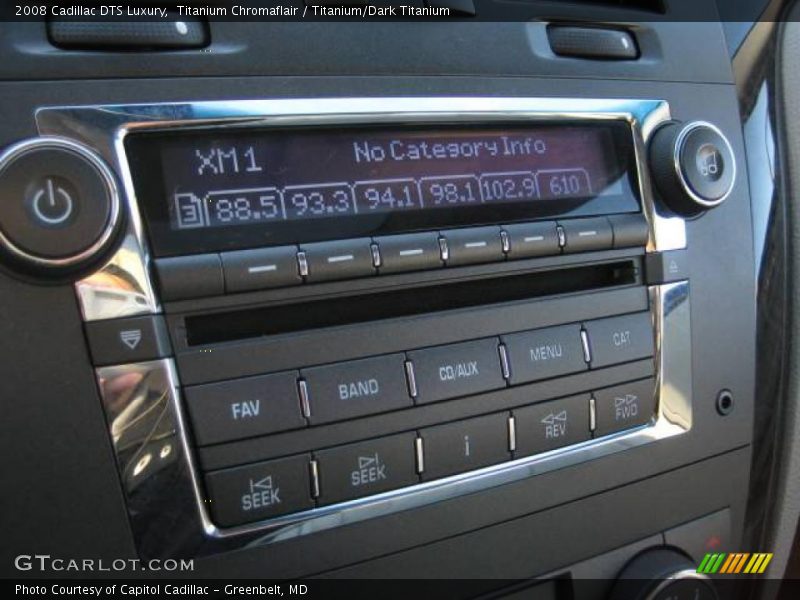 2008 Cadillac DTS Luxury,  Titanium Chromaflair / Titanium/Dark Titanium
XM1 No Category Info
3 88.5 93.3 94.1 98.1 102.9 610
FAV BAND CD/AUX MENU CAT
SEEK SEEK i REV FWD
GTCARLOT.COM
Photo Courtesy of Capitol Cadillac - Greenbelt, MD